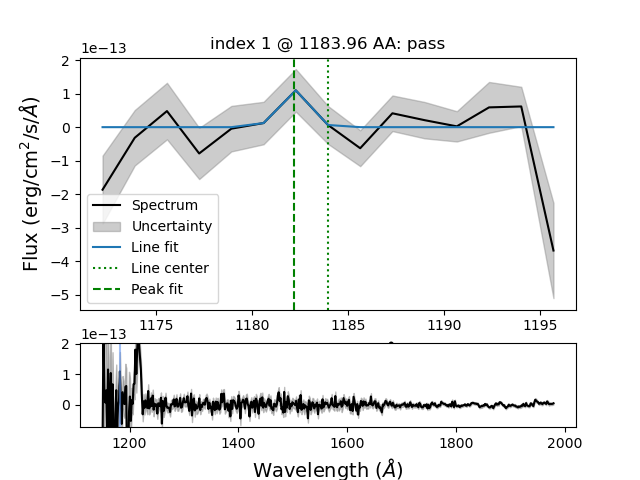 index 1 @ 1183.96 AA: pass
1e−13
2
1
0
−1
−2
−3
−4
−5
Flux (erg/cm²/s/Å)
Spectrum
Uncertainty
Line fit
Line center
Peak fit
1175 1180 1185 1190 1195
1e−13
2
1
0
1200 1400 1600 1800 2000
Wavelength (Å)